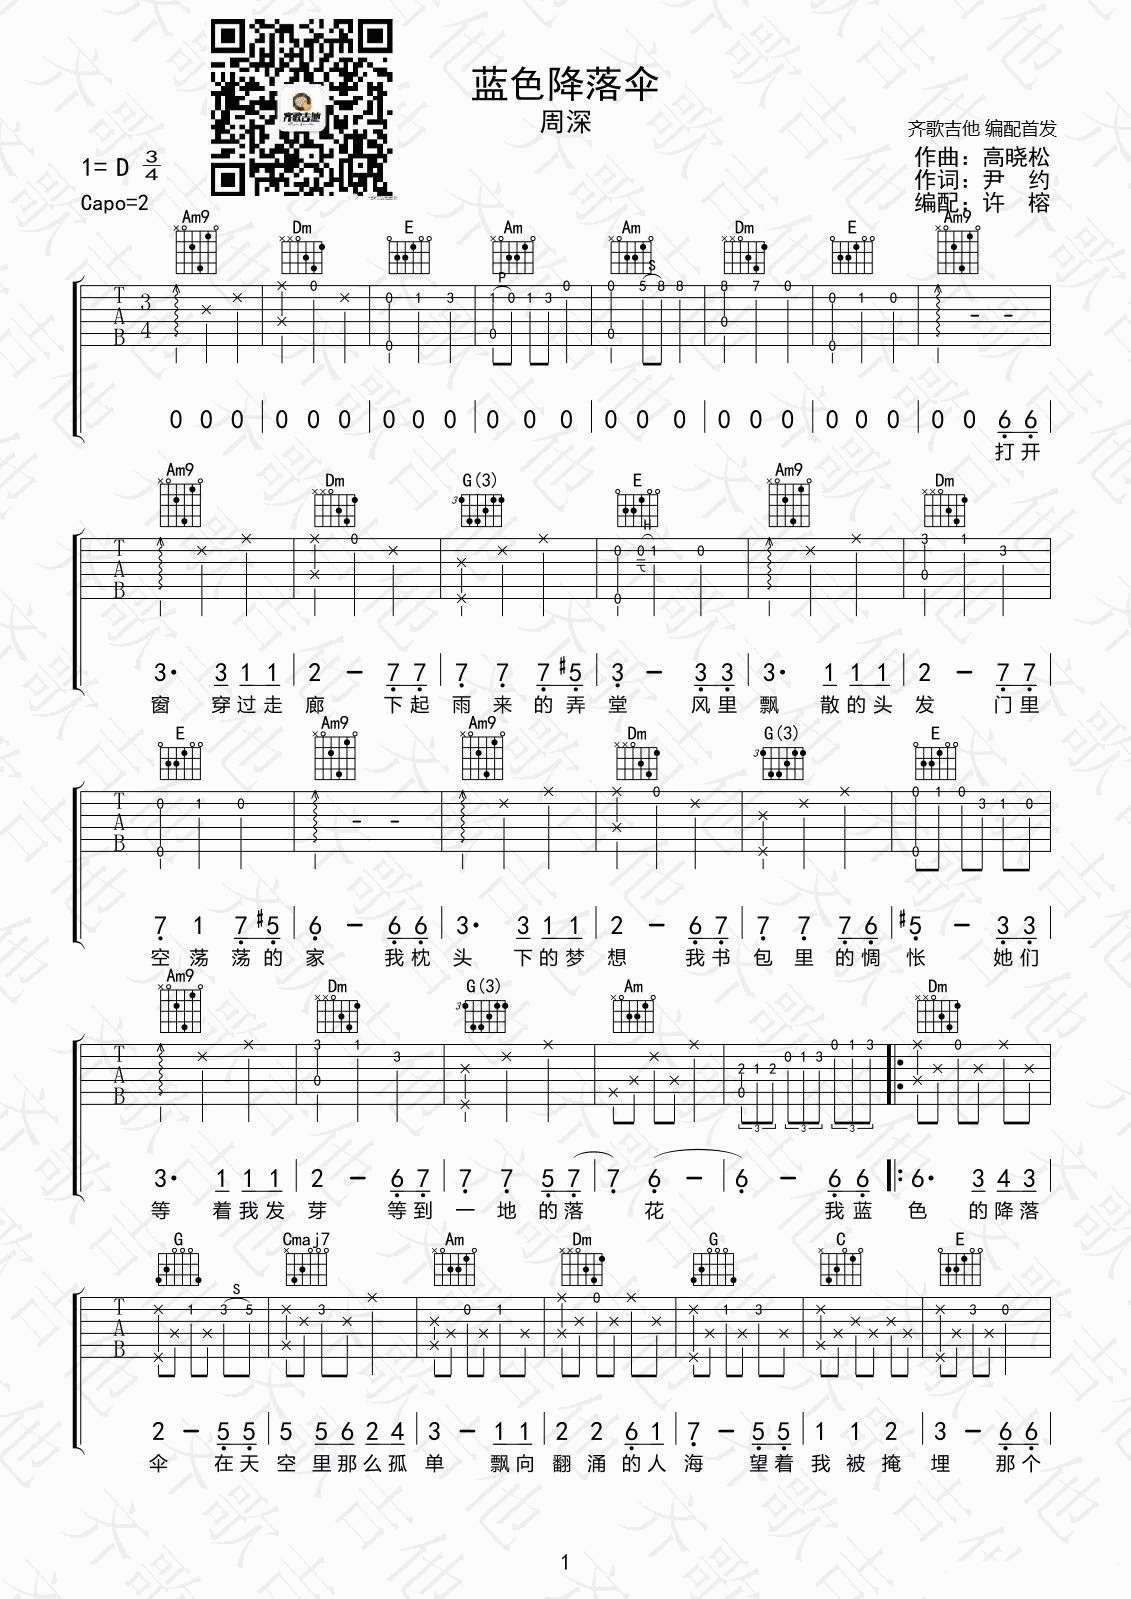 蓝色降落伞
周深
齐歌吉他
齐歌吉他 编配首发
1= D 3/4
作曲：高晓松
作词：尹 约
Capo=2
编配：许 榕
Am9 Dm E Am Am Dm E Am9
P S
T A B 3 4
0 0 0 0 0 0 0 0 0 0 0 0 0 0 0 0 0 0 0 0 0 0 0 6 6
打开
Am9 Dm G(3) E Am9 Dm
H
T A B
3· 3 1 1 2 - 7 7 7 7 7 #5 3 - 3 3 3· 1 1 1 2 - 7 7
窗 穿过走 廊 下起 雨 来 的弄 堂 风里 飘 散的头 发 门里
E Am9 Am9 Dm G(3) E
T A B
7 1 7 #5 6 - 6 6 3· 3 1 1 2 - 6 7 7 7 7 6 #5 - 3 3
空 荡 荡的 家 我枕 头 下的梦 想 我书 包 里 的惆 怅 她们
Am9 Dm G(3) Am Dm
T A B
3· 1 1 1 2 - 6 7 7 7 5 7 7 6 - 6 - 6 6 6· 3 4 3
等 着我发 芽 等到 一 地 的落 花 我蓝 色 的降落
G Cmaj7 Am Dm G C E
S
T A B
2 - 5 5 5 5 6 2 4 3 - 1 1 2 2 6 1 7 - 5 5 1 1 2 3 - 6 6
伞 在天 空 里那么孤 单 飘向 翻 涌 的人 海 望着 我 被 掩 埋 那个
1